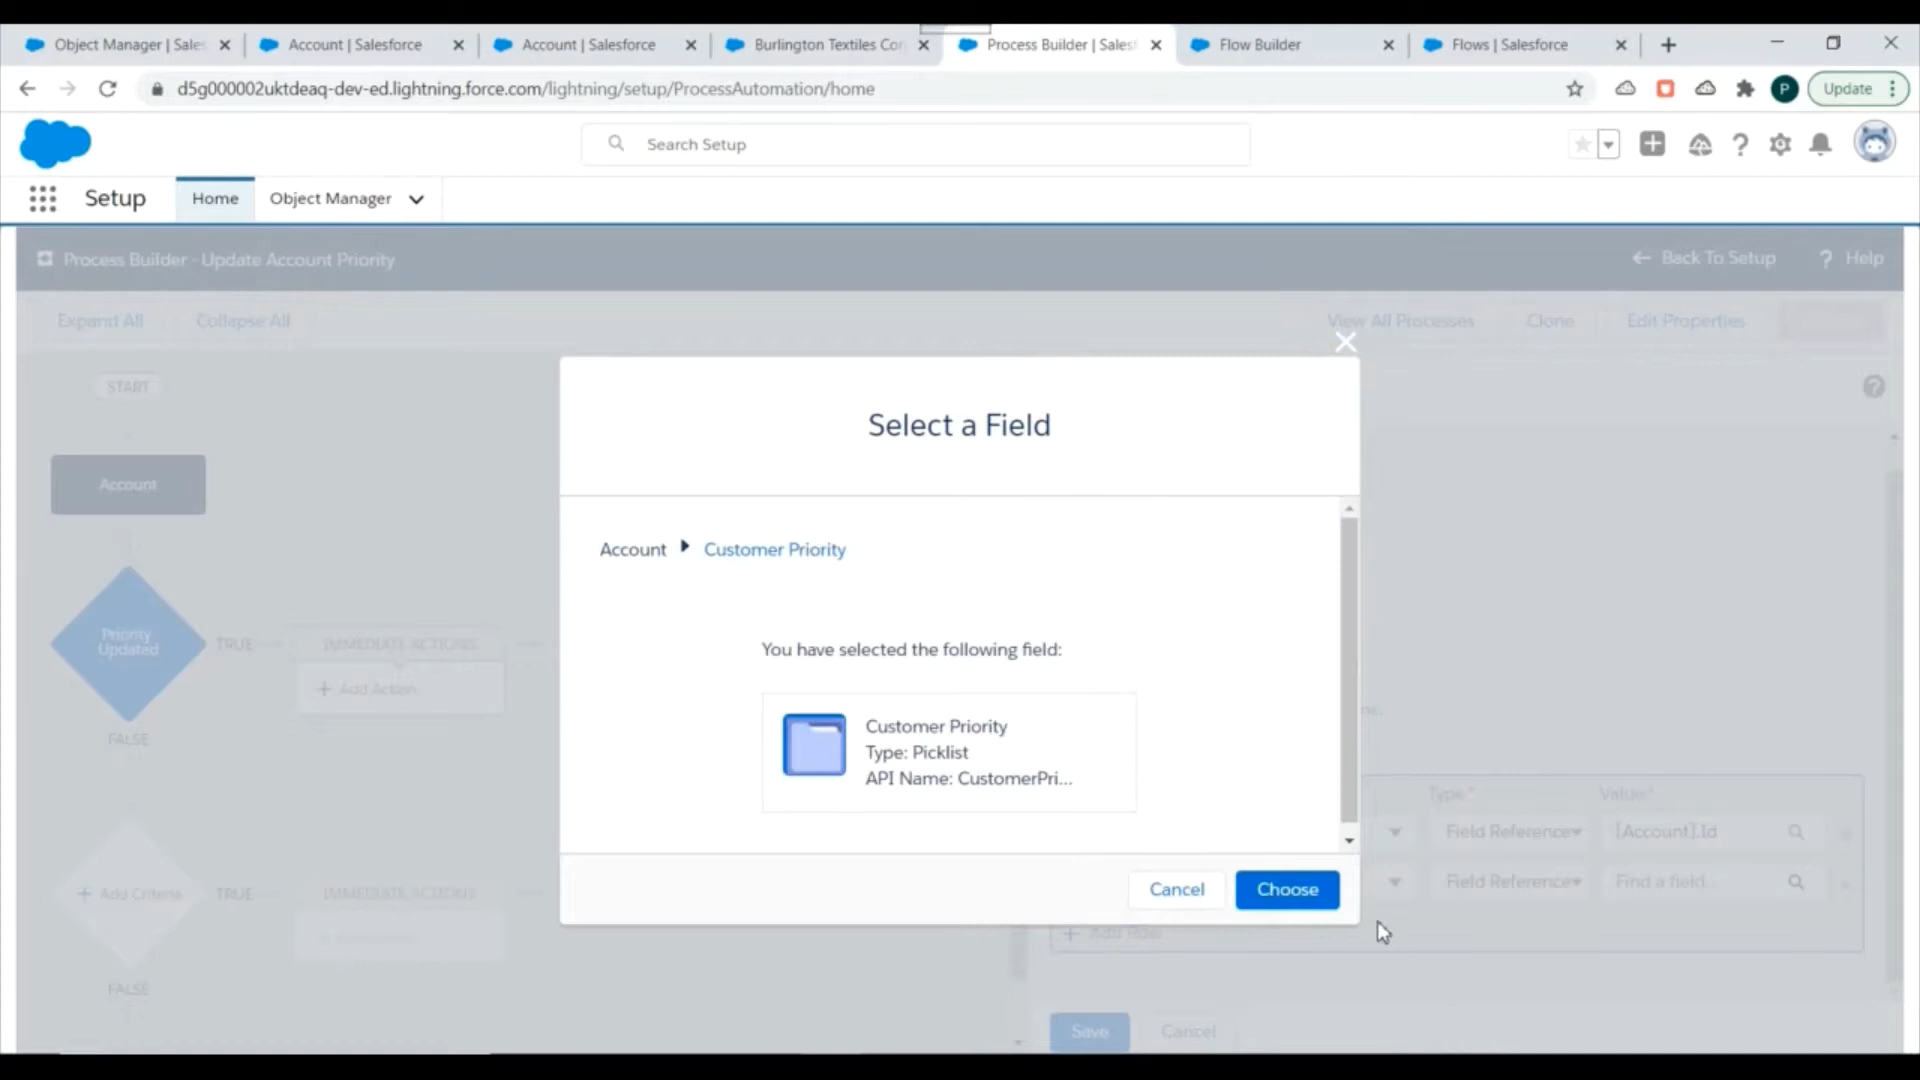 Object Manager | Sales
Account | Salesforce
Account | Salesforce
Burlington Textiles Cor
Process Builder | Salesf
Flow Builder
Flows | Salesforce
d5g000002uktdeaq-dev-ed.lightning.force.com/lightning/setup/ProcessAutomation/home
P
Update
Search Setup
Setup
Home
Object Manager
Process Builder - Update Account Priority
Back To Setup
? Help
Expand All
Collapse All
View All Processes
Clone
Edit Properties
START
Account
Priority
Updated
TRUE
IMMEDIATE ACTIONS
+ Add Action
FALSE
+ Add Criteria
TRUE
IMMEDIATE ACTIONS
FALSE
Select a Field
Account
Customer Priority
You have selected the following field:
Customer Priority
Type: Picklist
API Name: CustomerPri...
Cancel
Choose
Type*
Value*
Field Reference
[Account].Id
Field Reference
Find a field...
+ Add Row
Save
Cancel